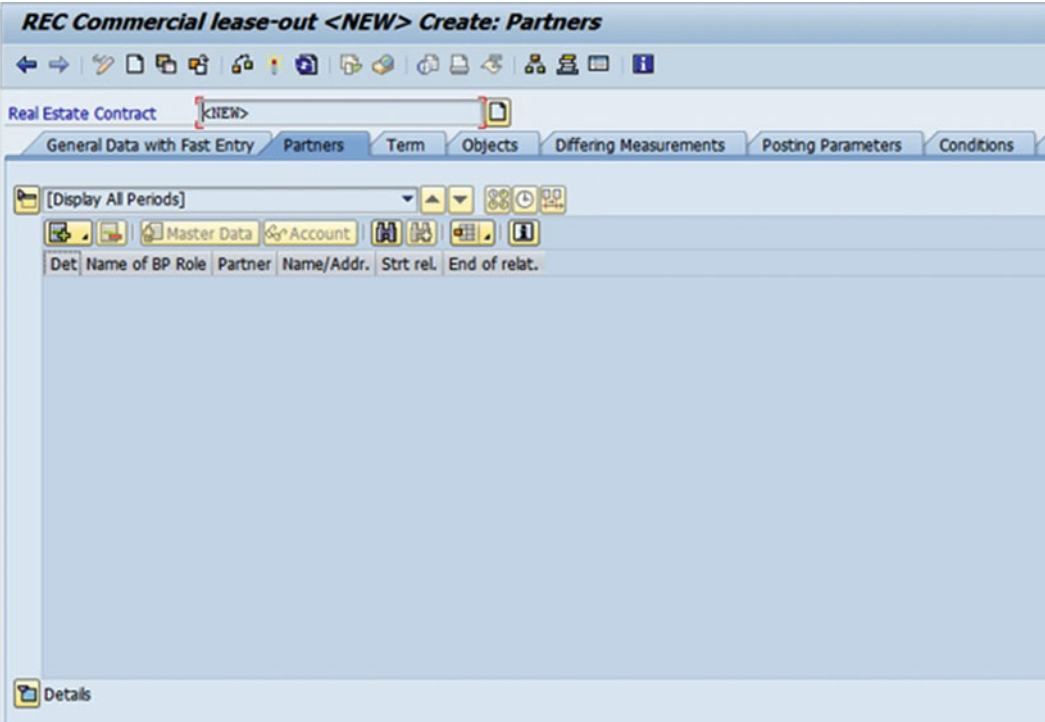 REC Commercial lease-out <NEW> Create: Partners
Real Estate Contract <NEW>
General Data with Fast Entry Partners Term Objects Differing Measurements Posting Parameters Conditions
[Display All Periods]
Master Data Account
Det Name of BP Role Partner Name/Addr. Strt rel. End of relat.
Details